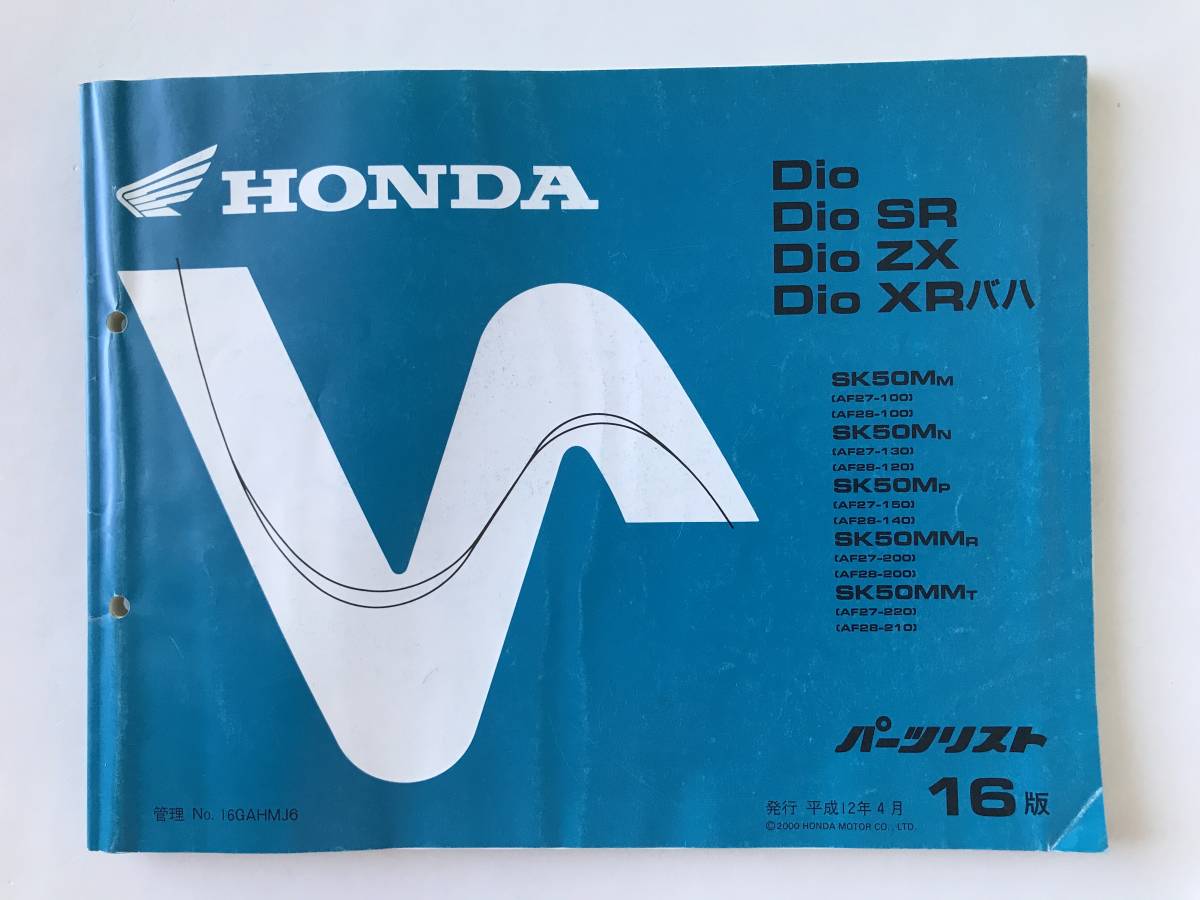 HONDA
Dio
Dio SR
Dio ZX
Dio XRバハ
SK50MM
(AF27-100)
(AF28-100)
SK50MN
(AF27-130)
(AF28-120)
SK50MP
(AF27-150)
(AF28-140)
SK50MMR
(AF27-200)
(AF28-200)
SK50MMT
(AF27-220)
(AF28-210)
パーツリスト
16版
管理 No. 16GAHMJ6
発行 平成12年4月
©2000 HONDA MOTOR CO., LTD.